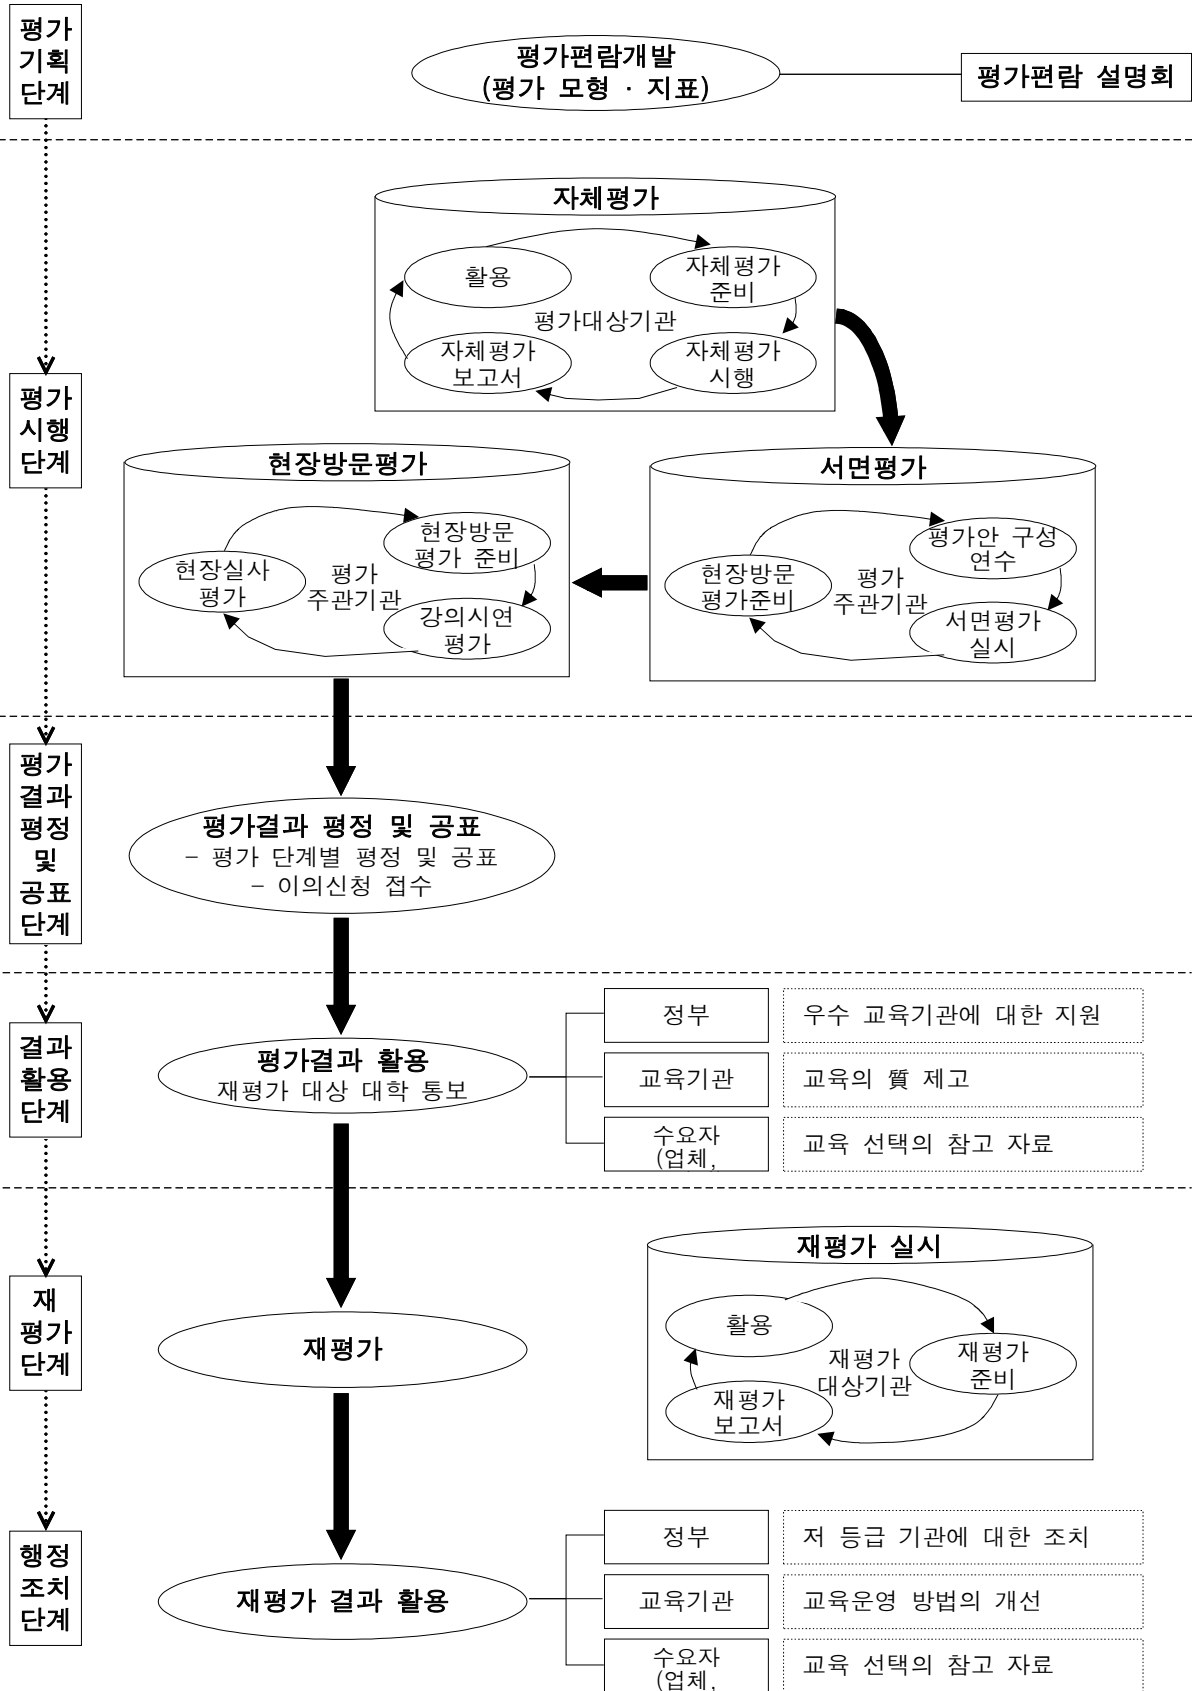 평가
기획
단계
평가편람개발
(평가 모형 · 지표)
평가편람 설명회
자체평가
활용
자체평가
준비
평가대상기관
자체평가
보고서
자체평가
시행
평가
시행
단계
현장방문평가
현장방문
평가 준비
현장실사
평가
평가
주관기관
강의시연
평가
서면평가
평가안 구성
연수
현장방문
평가준비
평가
주관기관
서면평가
실시
평가
결과
평정
및
공표
단계
평가결과 평정 및 공표
– 평가 단계별 평정 및 공표
– 이의신청 접수
결과
활용
단계
평가결과 활용
재평가 대상 대학 통보
정부
우수 교육기관에 대한 지원
교육기관
교육의 質 제고
수요자
(업체,
교육 선택의 참고 자료
재
평가
단계
재평가
재평가 실시
활용
재평가
준비
재평가
대상기관
재평가
보고서
행정
조치
단계
재평가 결과 활용
정부
저 등급 기관에 대한 조치
교육기관
교육운영 방법의 개선
수요자
(업체,
교육 선택의 참고 자료